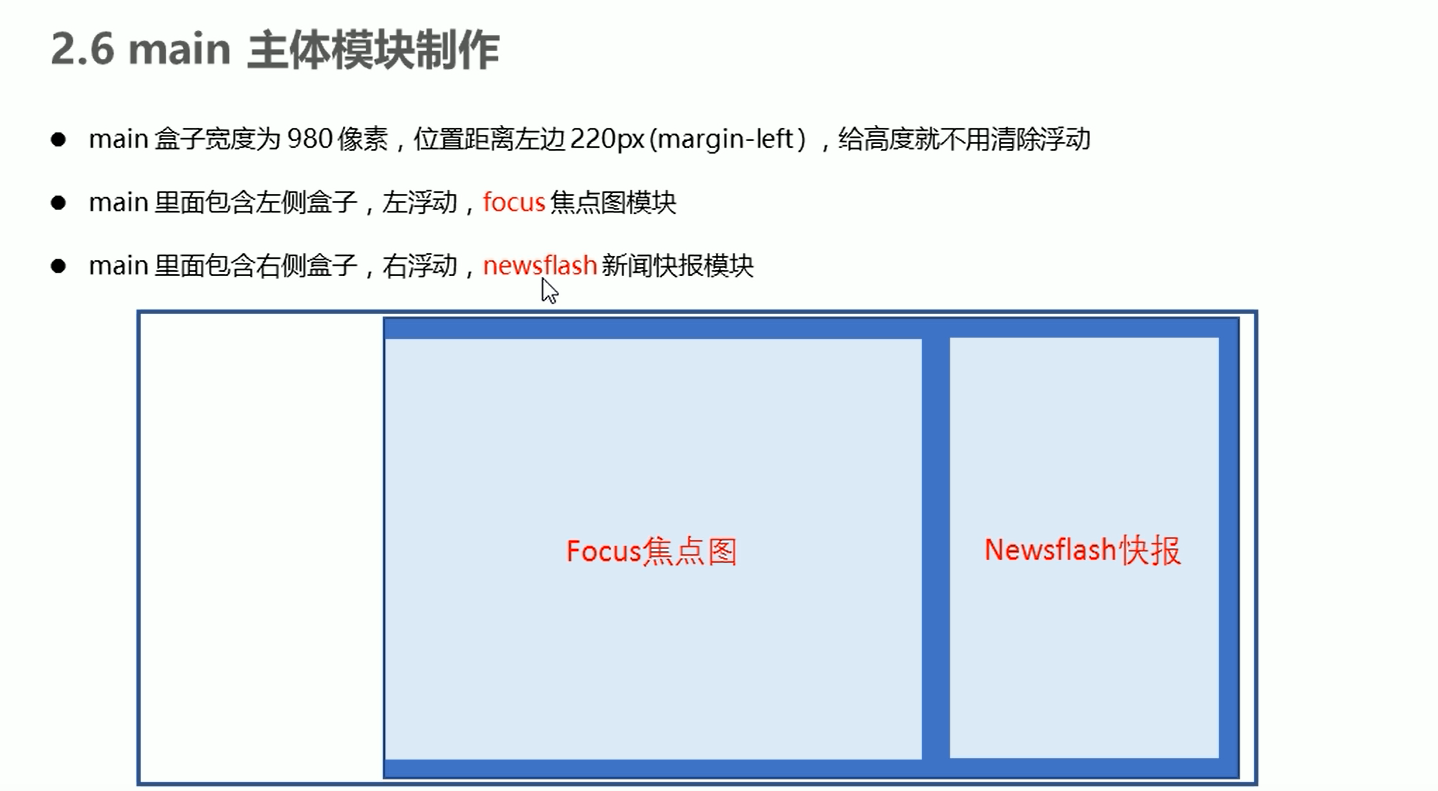 2.6 main 主体模块制作
● main 盒子宽度为 980 像素，位置距离左边 220px (margin-left) ，给高度就不用清除浮动
● main 里面包含左侧盒子，左浮动，focus 焦点图模块
● main 里面包含右侧盒子，右浮动，newsflash 新闻快报模块
Focus焦点图
Newsflash快报